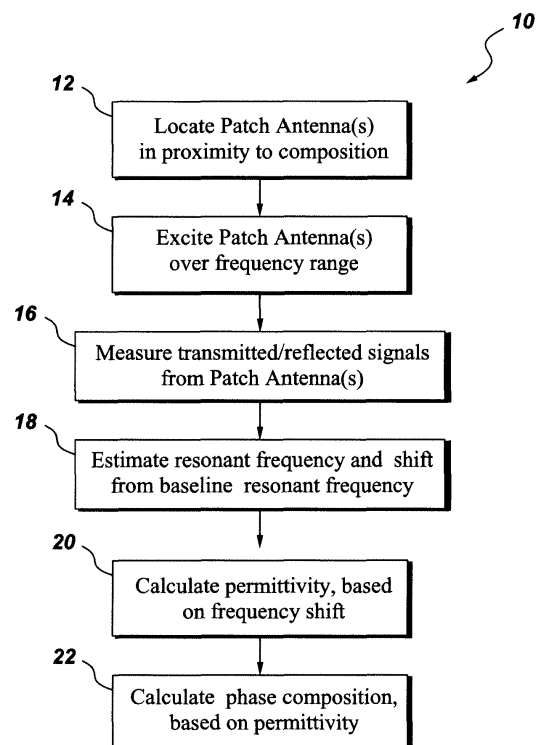 10
12
Locate Patch Antenna(s)
in proximity to composition
14
Excite Patch Antenna(s)
over frequency range
16
Measure transmitted/reflected signals
from Patch Antenna(s)
18
Estimate resonant frequency and shift
from baseline resonant frequency
20
Calculate permittivity, based
on frequency shift
22
Calculate phase composition,
based on permittivity